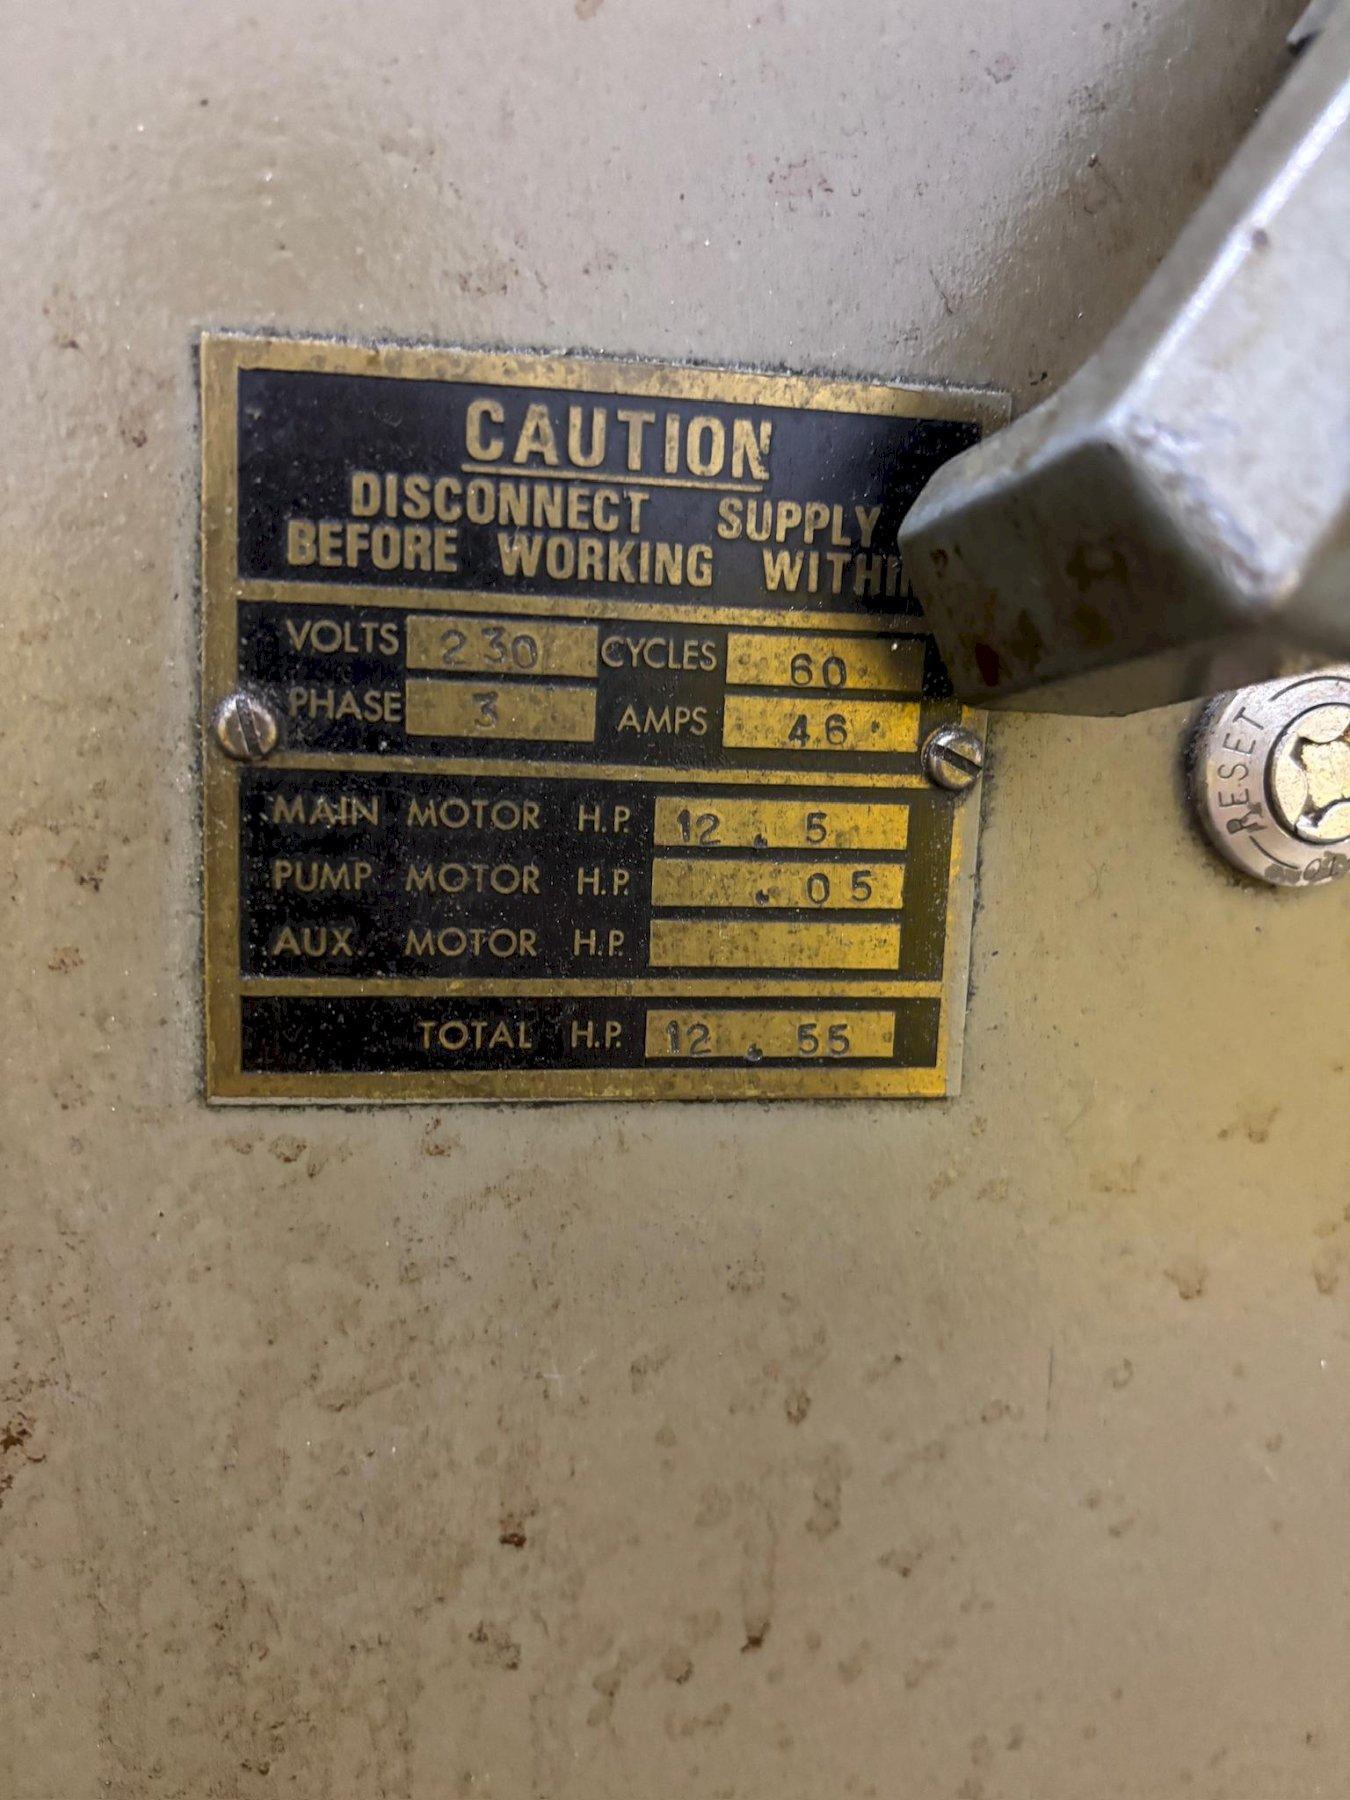 CAUTION
DISCONNECT SUPPLY
BEFORE WORKING WITHIN
VOLTS 230 CYCLES 60
PHASE 3 AMPS 46
MAIN MOTOR H.P. 12.5
PUMP MOTOR H.P. .05
AUX. MOTOR H.P.
TOTAL H.P. 12.55
RESET